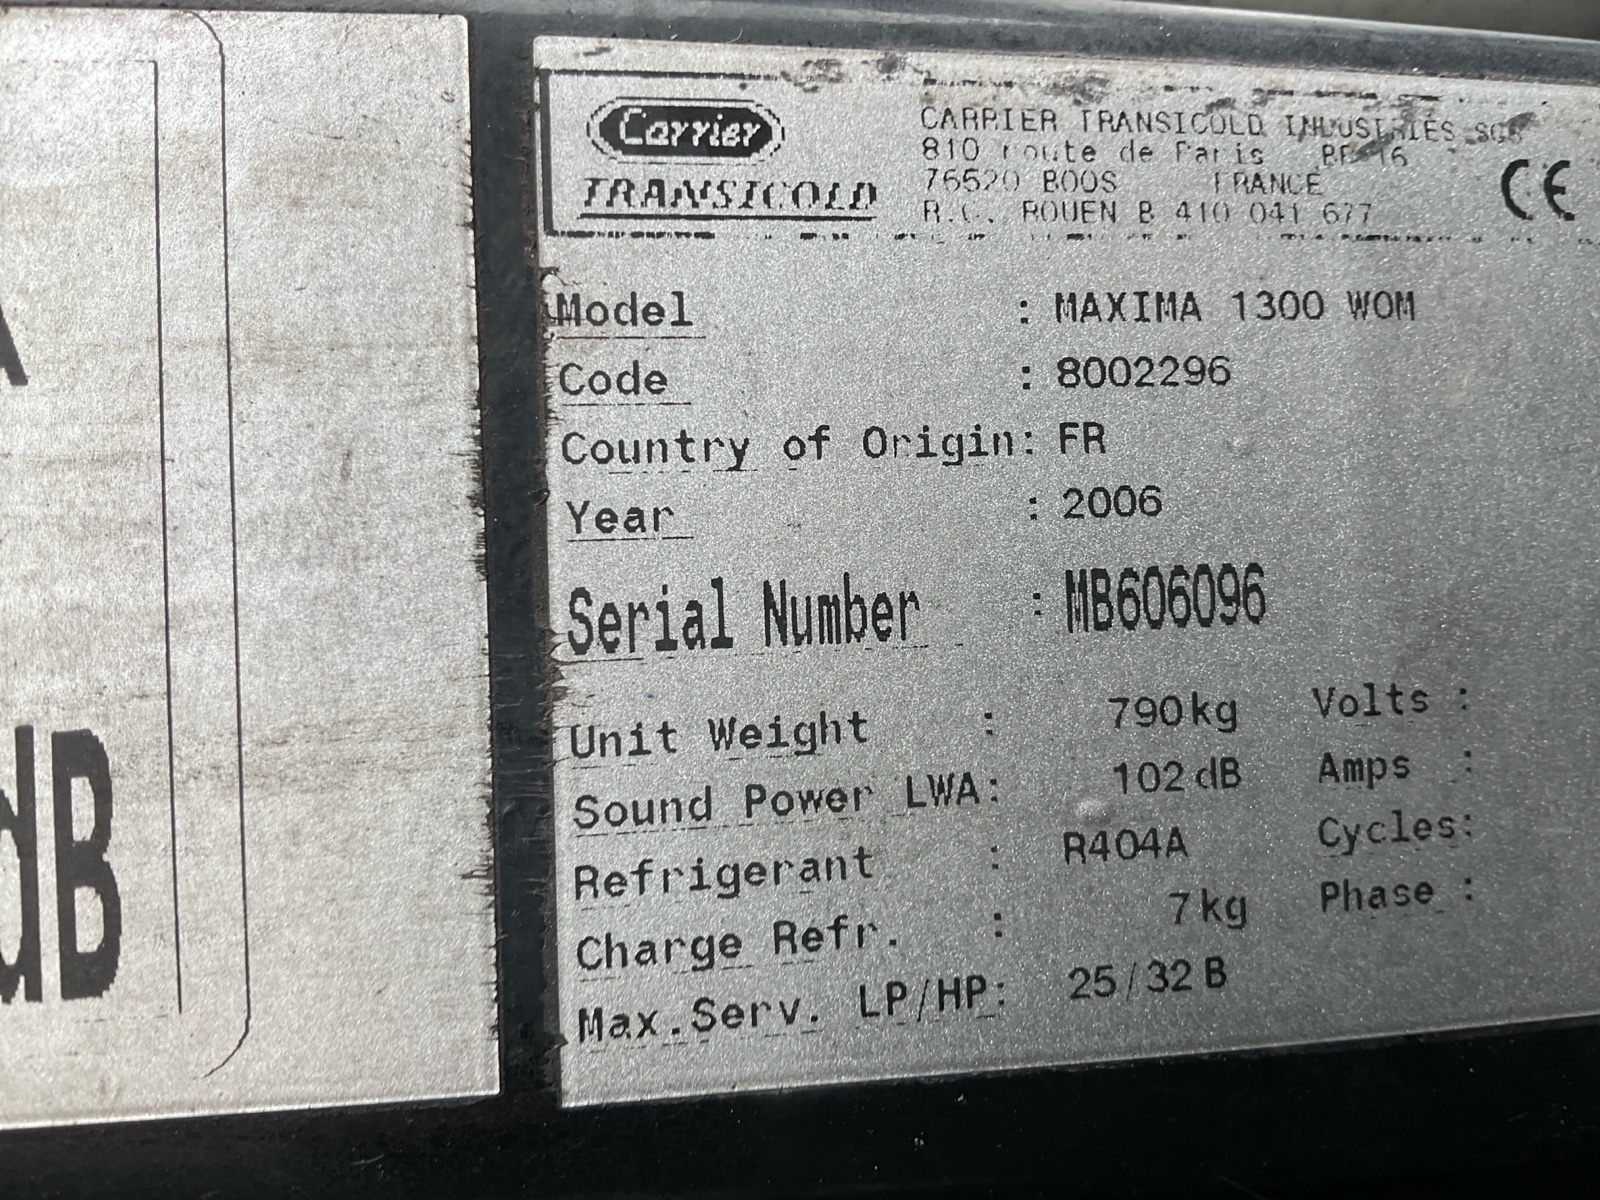 dB
Carrier
TRANSICOLD
CARRIER TRANSICOLD INDUSTRIES SCS
810 route de Paris BP 16
76520 BOOS FRANCE
R.C. ROUEN B 410 041 677
CE
Model : MAXIMA 1300 WOM
Code : 8002296
Country of Origin: FR
Year : 2006
Serial Number : MB606096
Unit Weight : 790kg Volts :
Sound Power LWA: 102dB Amps :
Refrigerant : R404A Cycles:
Charge Refr. : 7kg Phase :
Max.Serv. LP/HP: 25/32B